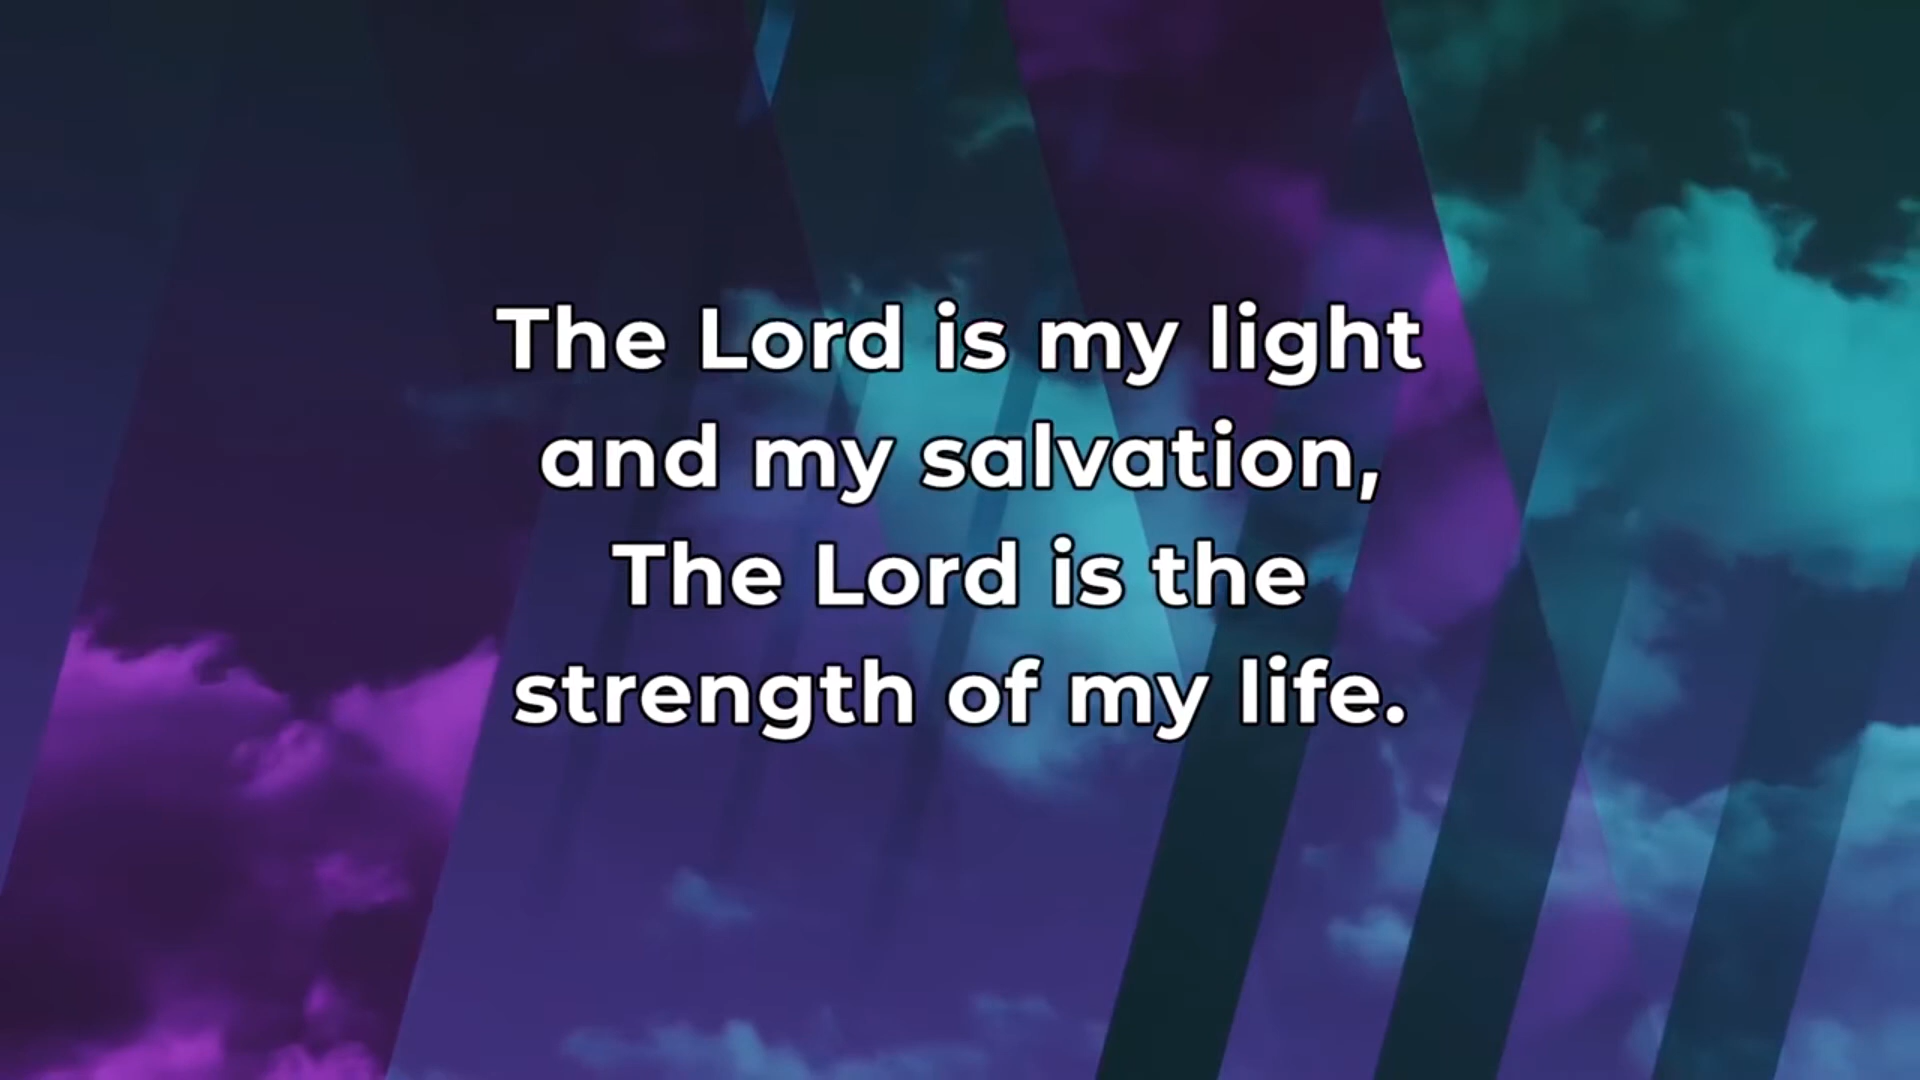 The Lord is my light
and my salvation,
The Lord is the
strength of my life.